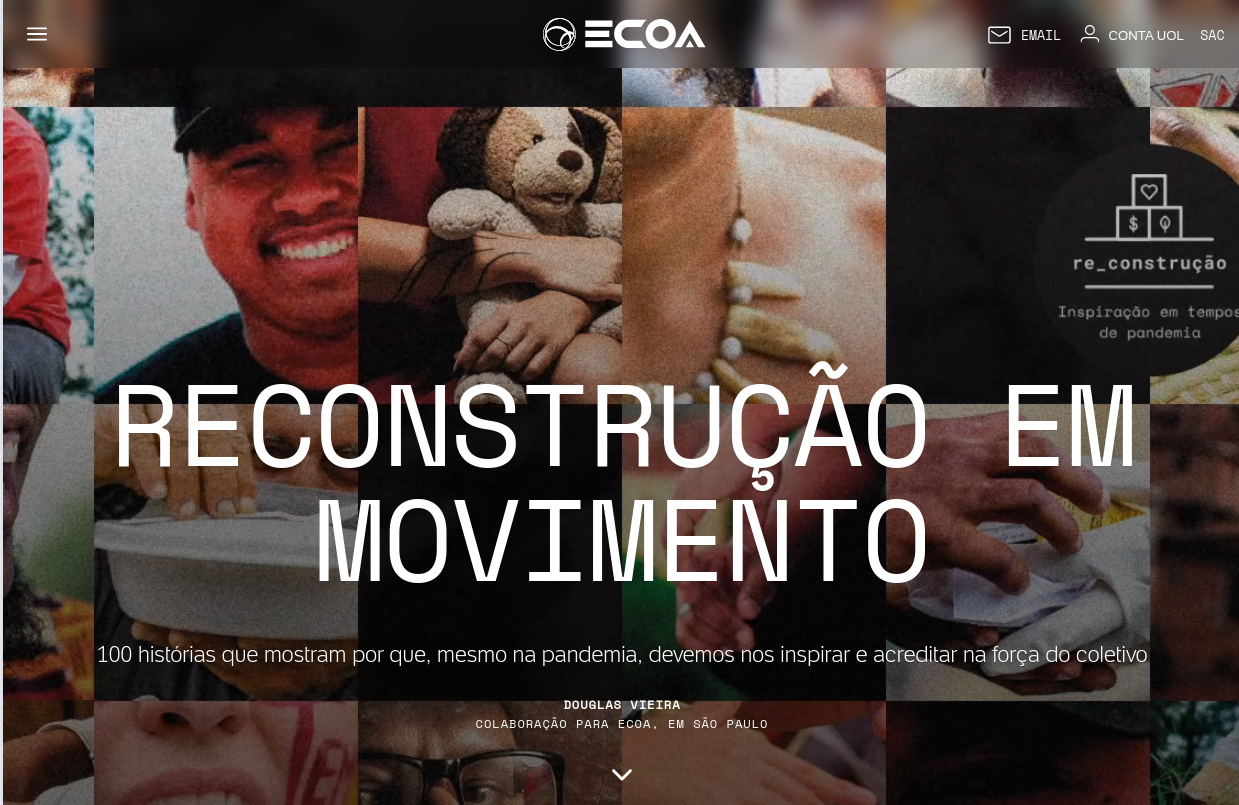 ECOA
EMAIL
CONTA UOL
SAC
$
re_construção
Inspiração em tempos
de pandemia
RECONSTRUÇÃO EM
MOVIMENTO
100 histórias que mostram por que, mesmo na pandemia, devemos nos inspirar e acreditar na força do coletivo
DOUGLAS VIEIRA
COLABORAÇÃO PARA ECOA, EM SÃO PAULO